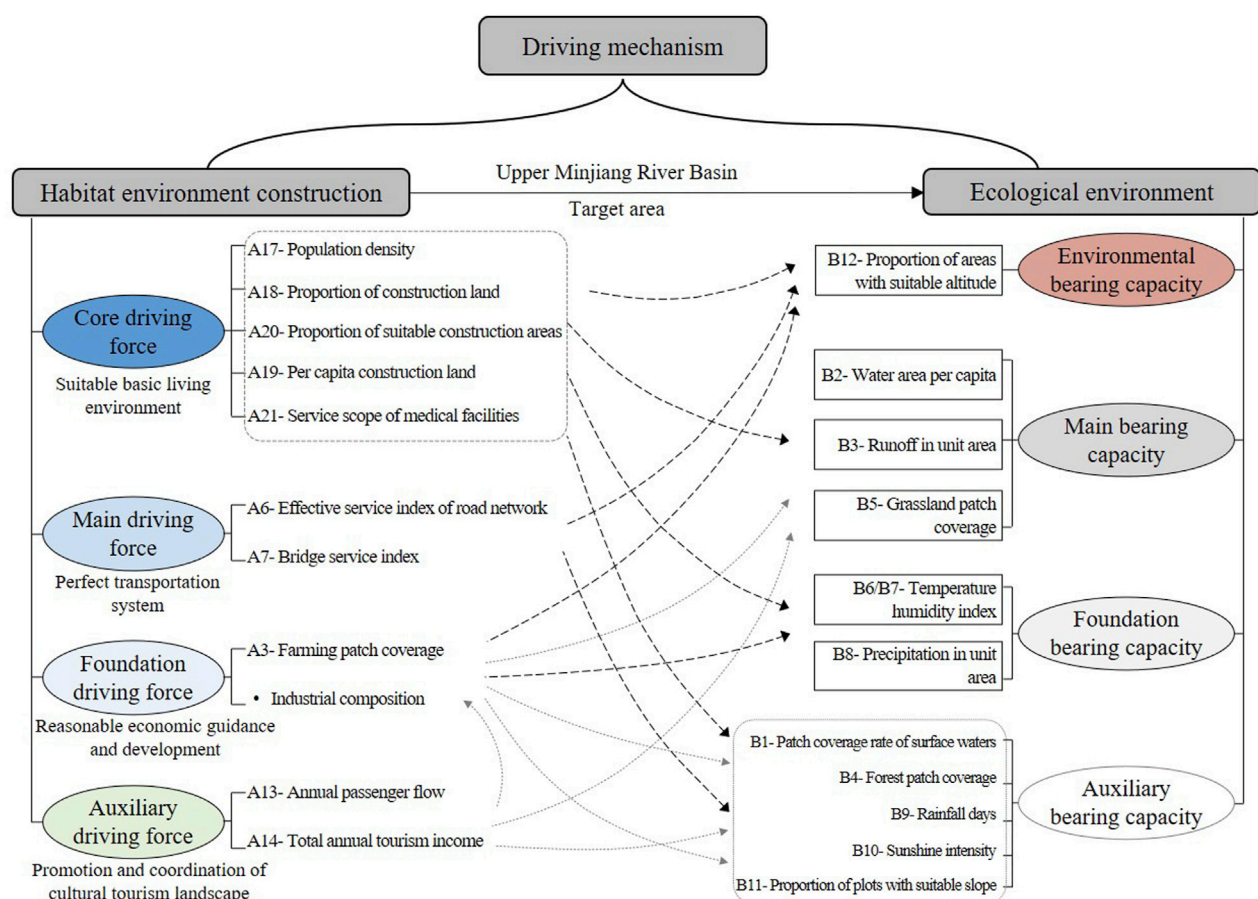 Driving mechanism
Habitat environment construction
Upper Minjiang River Basin
Target area
Ecological environment
Core driving
force
Suitable basic living
environment
A17- Population density
A18- Proportion of construction land
A20- Proportion of suitable construction areas
A19- Per capita construction land
A21- Service scope of medical facilities
Main driving
force
Perfect transportation
system
A6- Effective service index of road network
A7- Bridge service index
Foundation
driving force
Reasonable economic guidance
and development
A3- Farming patch coverage
• Industrial composition
Auxiliary
driving force
Promotion and coordination of
cultural tourism landscape
A13- Annual passenger flow
A14- Total annual tourism income
B12- Proportion of areas
with suitable altitude
Environmental
bearing capacity
B2- Water area per capita
B3- Runoff in unit area
B5- Grassland patch
coverage
Main bearing
capacity
B6/B7- Temperature
humidity index
B8- Precipitation in unit
area
Foundation
bearing capacity
B1- Patch coverage rate of surface waters
B4- Forest patch coverage
B9- Rainfall days
B10- Sunshine intensity
B11- Proportion of plots with suitable slope
Auxiliary
bearing capacity